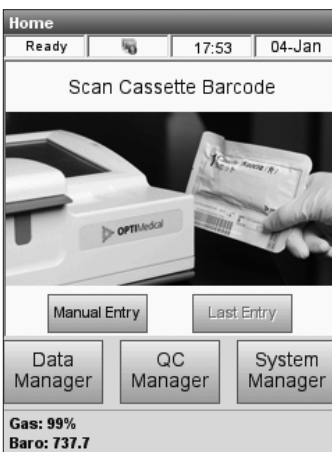 Home
Ready 17:53 04-Jan
Scan Cassette Barcode
OPTIMedical
Manual Entry Last Entry
Data Manager QC Manager System Manager
Gas: 99%
Baro: 737.7